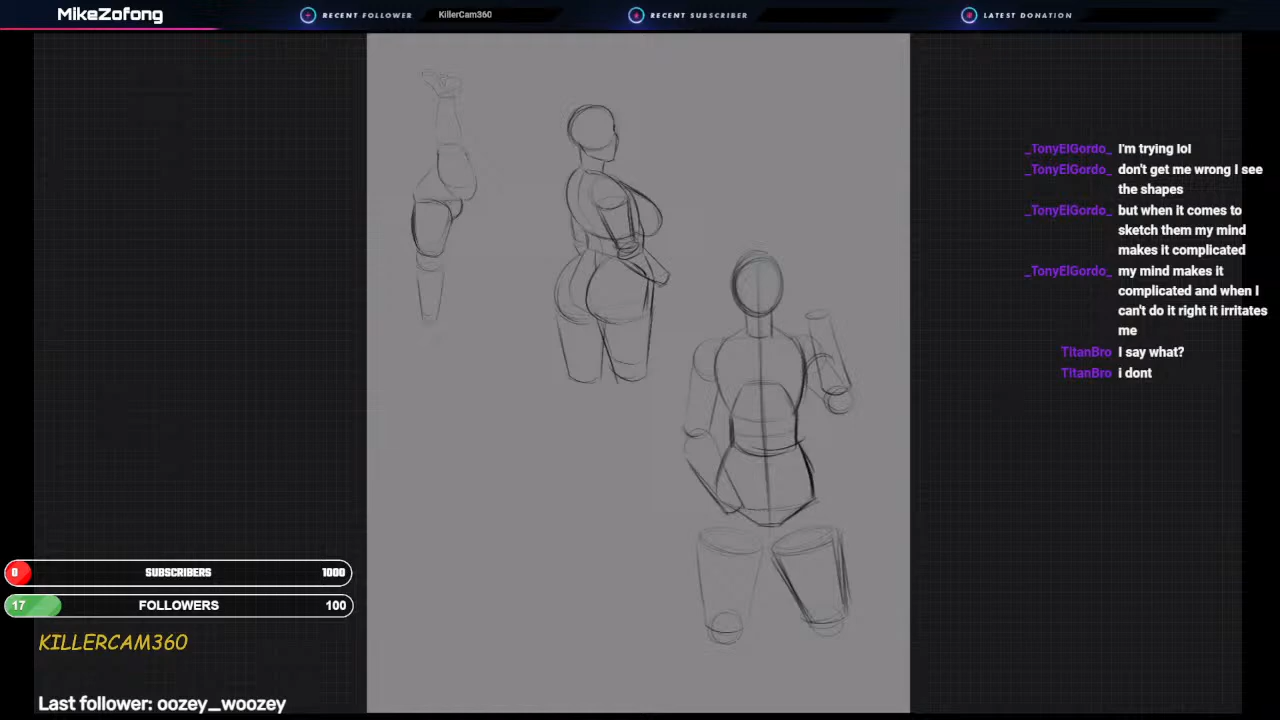 MikeZofong
RECENT FOLLOWER
KillerCam360
RECENT SUBSCRIBER
LATEST DONATION
_TonyElGordo_ I'm trying lol
_TonyElGordo_ don't get me wrong I see
the shapes
_TonyElGordo_ but when it comes to
sketch them my mind
makes it complicated
_TonyElGordo_ my mind makes it
complicated and when I
can't do it right it irritates
me
TitanBro I say what?
TitanBro i dont
0 SUBSCRIBERS 1000
17 FOLLOWERS 100
KILLERCAM360
Last follower: oozey_woozey